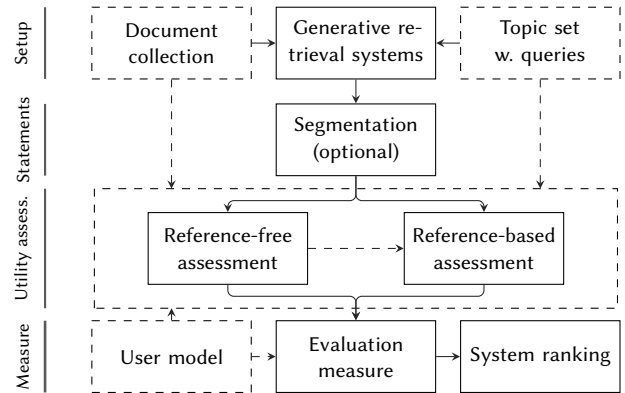 Setup
Document
collection
Generative re-
trieval systems
Topic set
w. queries
Statements
Segmentation
(optional)
Utility assess.
Reference-free
assessment
Reference-based
assessment
Measure
User model
Evaluation
measure
System ranking